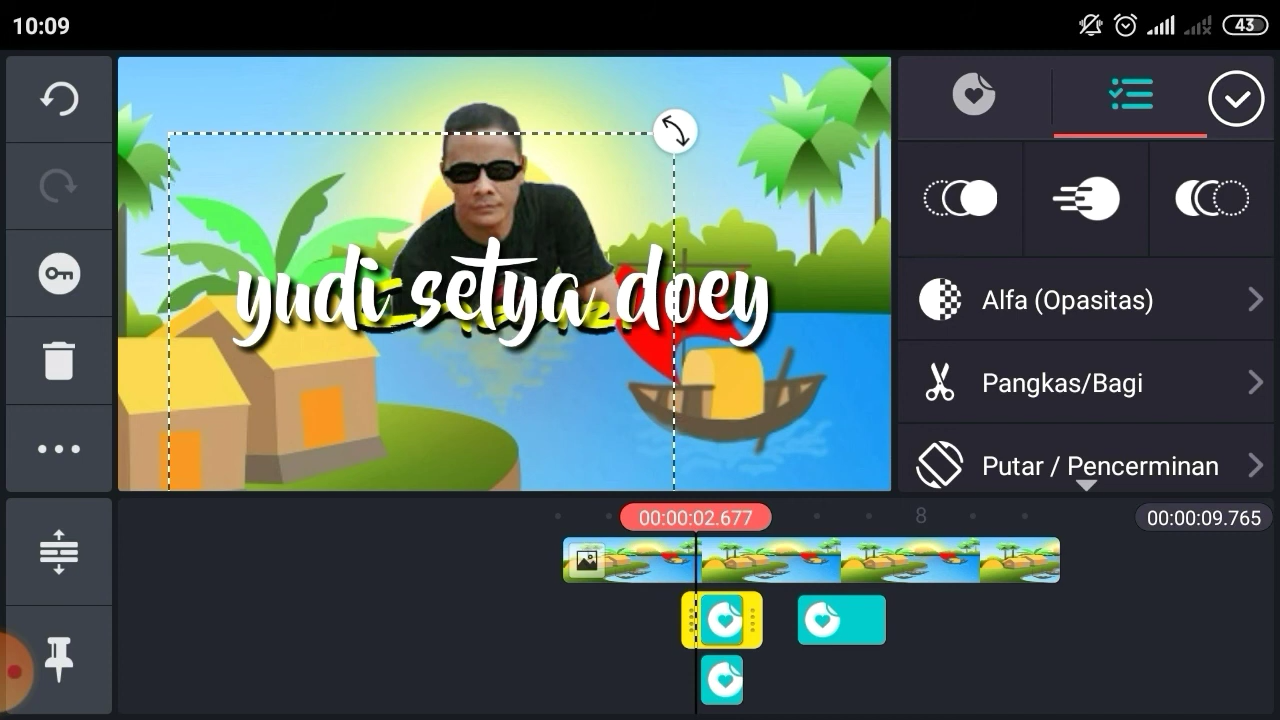 10:09
43
yudi setya doey
Alfa (Opasitas)
Pangkas/Bagi
Putar / Pencerminan
00:00:02.677
8
00:00:09.765